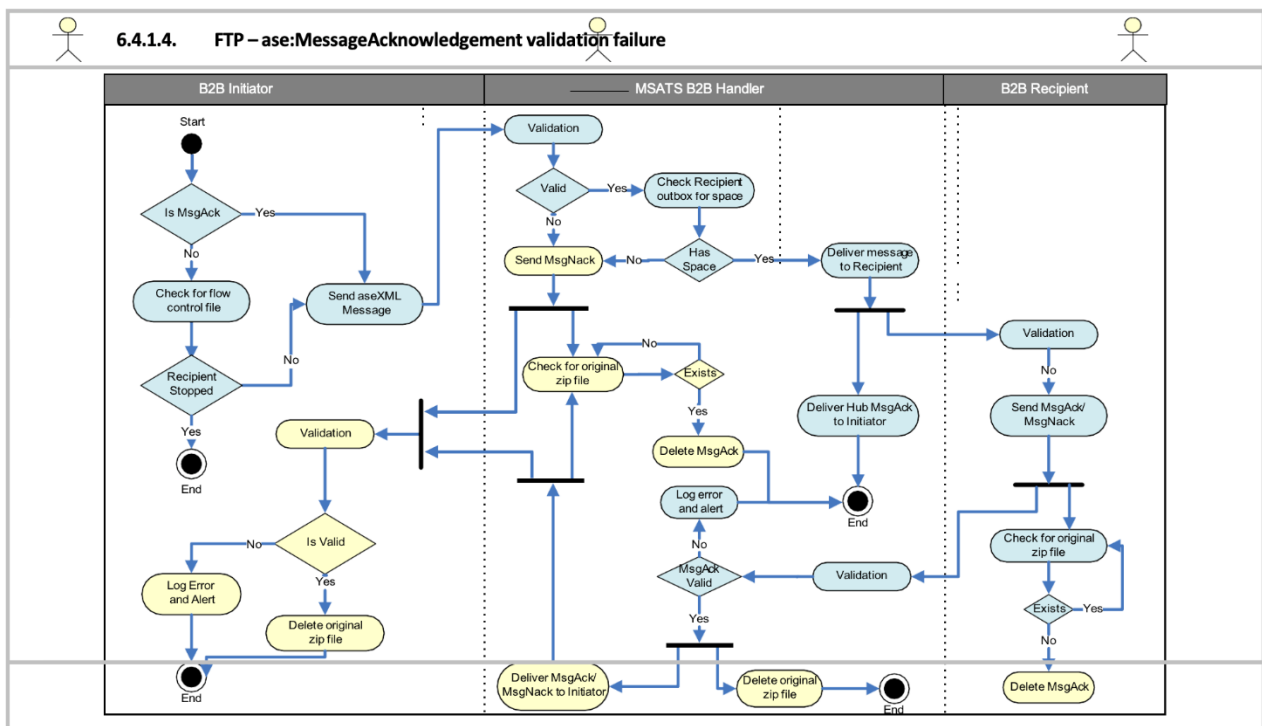 6.4.1.4. FTP – ase:MessageAcknowledgement validation failure
B2B Initiator
MSATS B2B Handler
B2B Recipient
Start
Is MsgAck
Yes
No
Check for flow
control file
Recipient
Stopped
No
Yes
End
Send aseXML
Message
Validation
Valid
Yes
No
Check Recipient
outbox for space
Has
Space
No
Yes
Send MsgNack
Deliver message
to Recipient
Check for original
zip file
Exists
No
Yes
Delete MsgAck
Deliver Hub MsgAck
to Initiator
End
Log error
and alert
No
MsgAck
Valid
Yes
Validation
Validation
No
Send MsgAck/
MsgNack
Check for original
zip file
Exists
Yes
No
Delete MsgAck
Validation
Is Valid
No
Yes
Log Error
and Alert
Delete original
zip file
End
Deliver MsgAck/
MsgNack to Initiator
Delete original
zip file
End